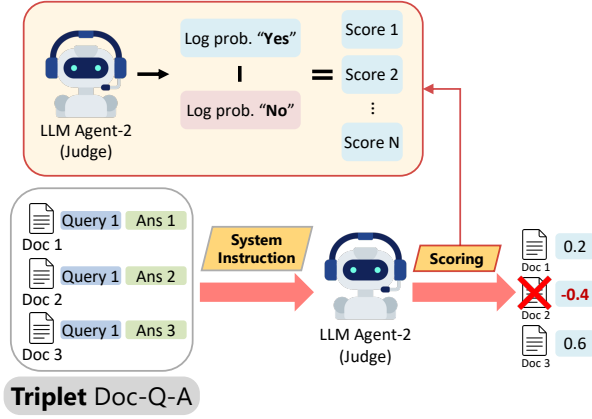 Log prob. “Yes”
Log prob. “No”
=
Score 1
Score 2
⋮
Score N
LLM Agent-2
(Judge)
Doc 1
Query 1
Ans 1
Doc 2
Query 1
Ans 2
Doc 3
Query 1
Ans 3
Triplet Doc-Q-A
System
Instruction
LLM Agent-2
(Judge)
Scoring
Doc 1
0.2
Doc 2
-0.4
Doc 3
0.6